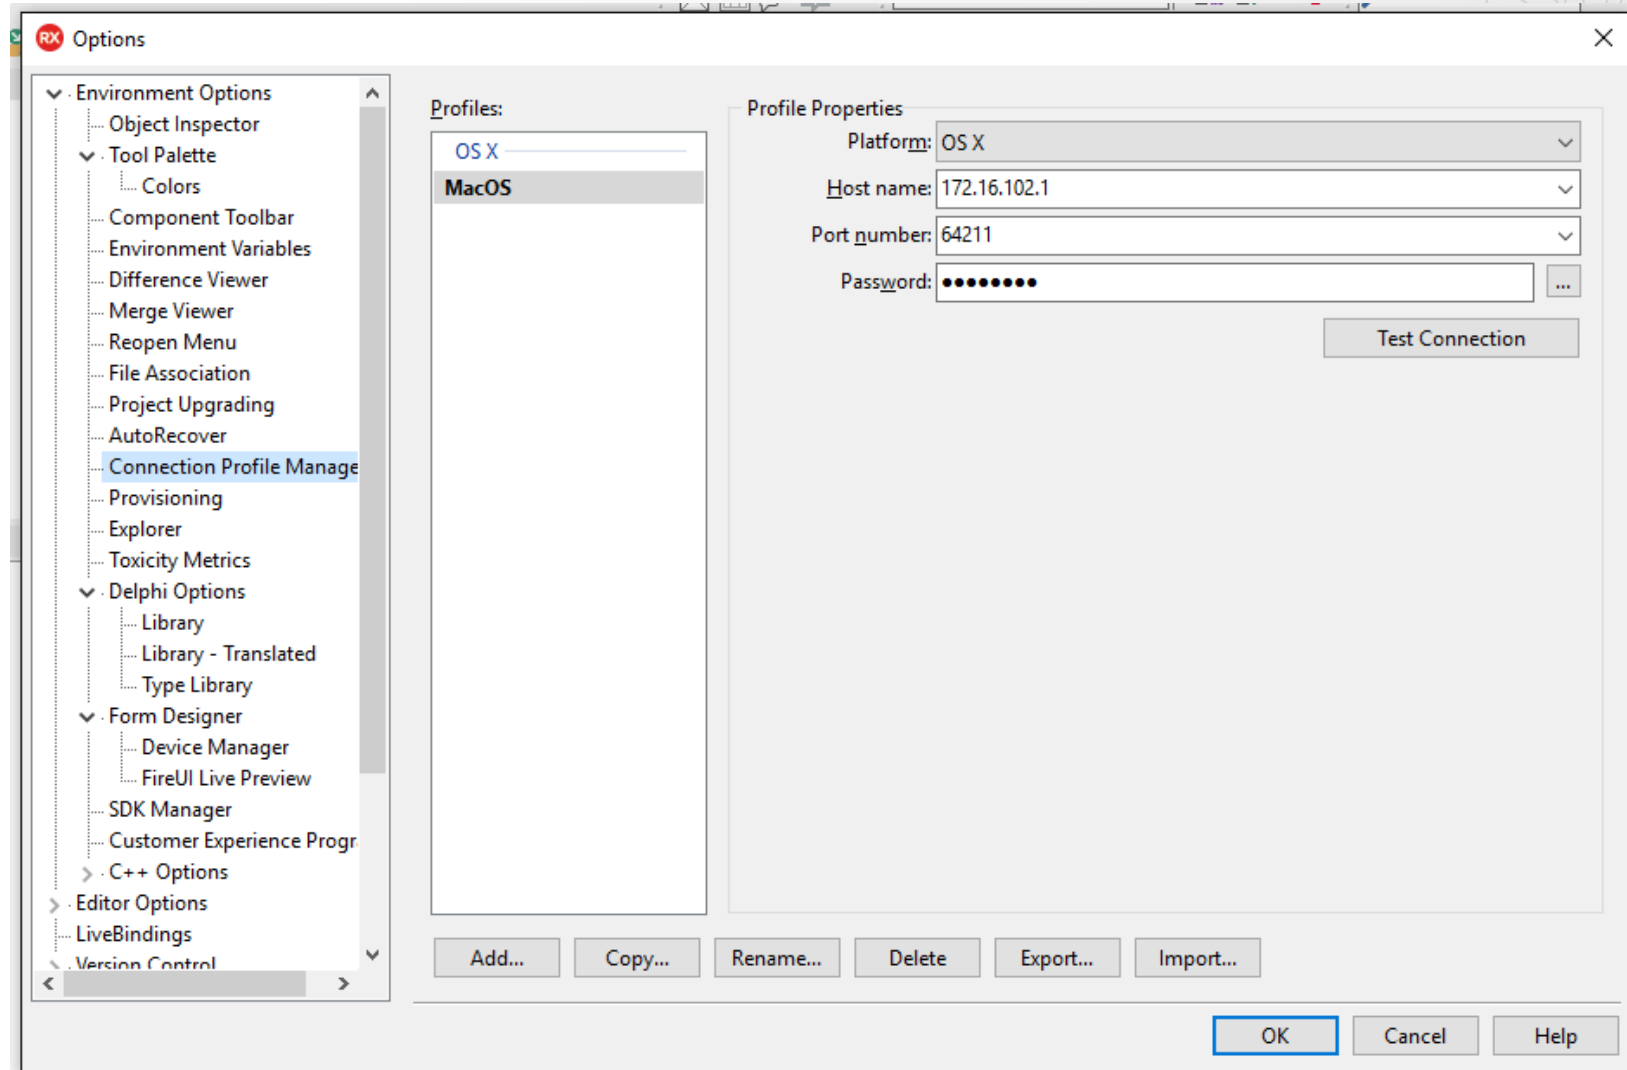 RX Options
Environment Options
Object Inspector
Tool Palette
Colors
Component Toolbar
Environment Variables
Difference Viewer
Merge Viewer
Reopen Menu
File Association
Project Upgrading
AutoRecover
Connection Profile Manage
Provisioning
Explorer
Toxicity Metrics
Delphi Options
Library
Library - Translated
Type Library
Form Designer
Device Manager
FireUI Live Preview
SDK Manager
Customer Experience Progr
C++ Options
Editor Options
LiveBindings
Version Control
Profiles:
OS X
MacOS
Profile Properties
Platform: OS X
Host name: 172.16.102.1
Port number: 64211
Password: ••••••••
...
Test Connection
Add... Copy... Rename... Delete Export... Import...
OK Cancel Help